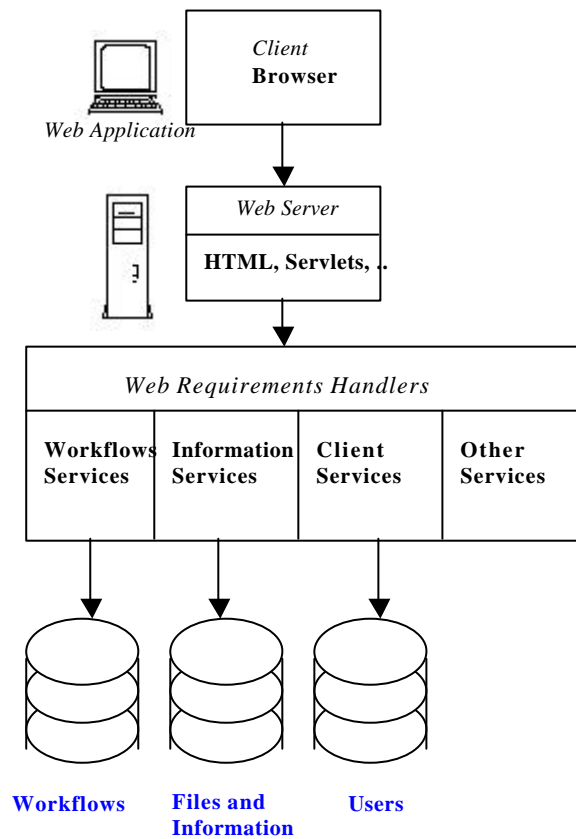 Client
Browser
Web Application
Web Server
HTML, Servlets, ..
Web Requirements Handlers
Workflows
Services
Information
Services
Client
Services
Other
Services
Workflows
Files and
Information
Users